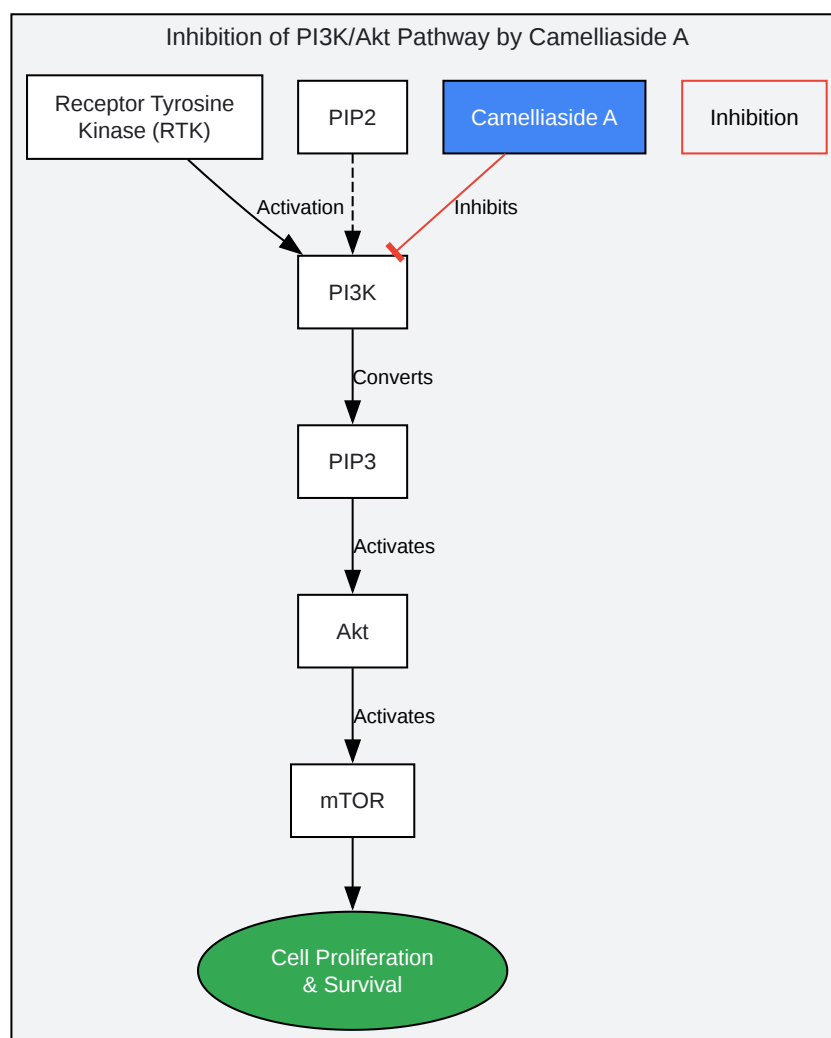 Inhibition of PI3K/Akt Pathway by Camelliaside A
Receptor Tyrosine
Kinase (RTK)
PIP2
Camelliaside A
Inhibition
Activation
Inhibits
PI3K
Converts
PIP3
Activates
Akt
Activates
mTOR
Cell Proliferation
& Survival